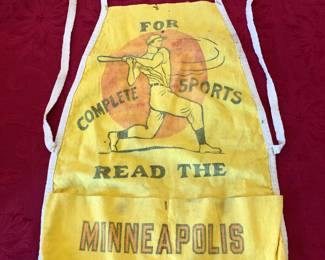 FOR
COMPLETE SPORTS
READ THE
MINNEAPOLIS